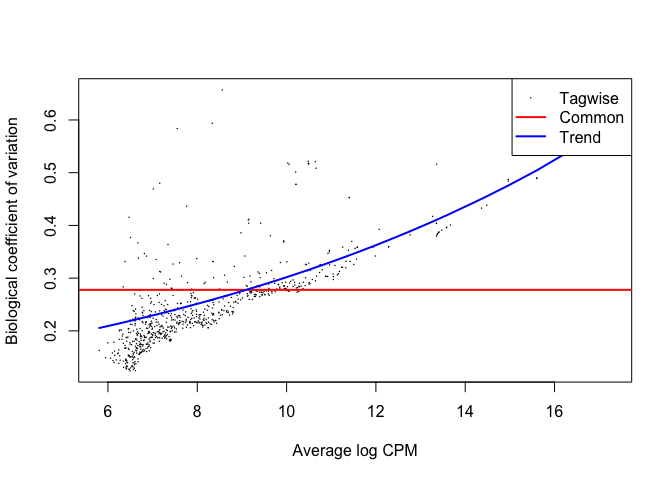 Tagwise
Common
Trend
Biological coefficient of variation
0.6
0.5
0.4
0.3
0.2
6 8 10 12 14 16
Average log CPM